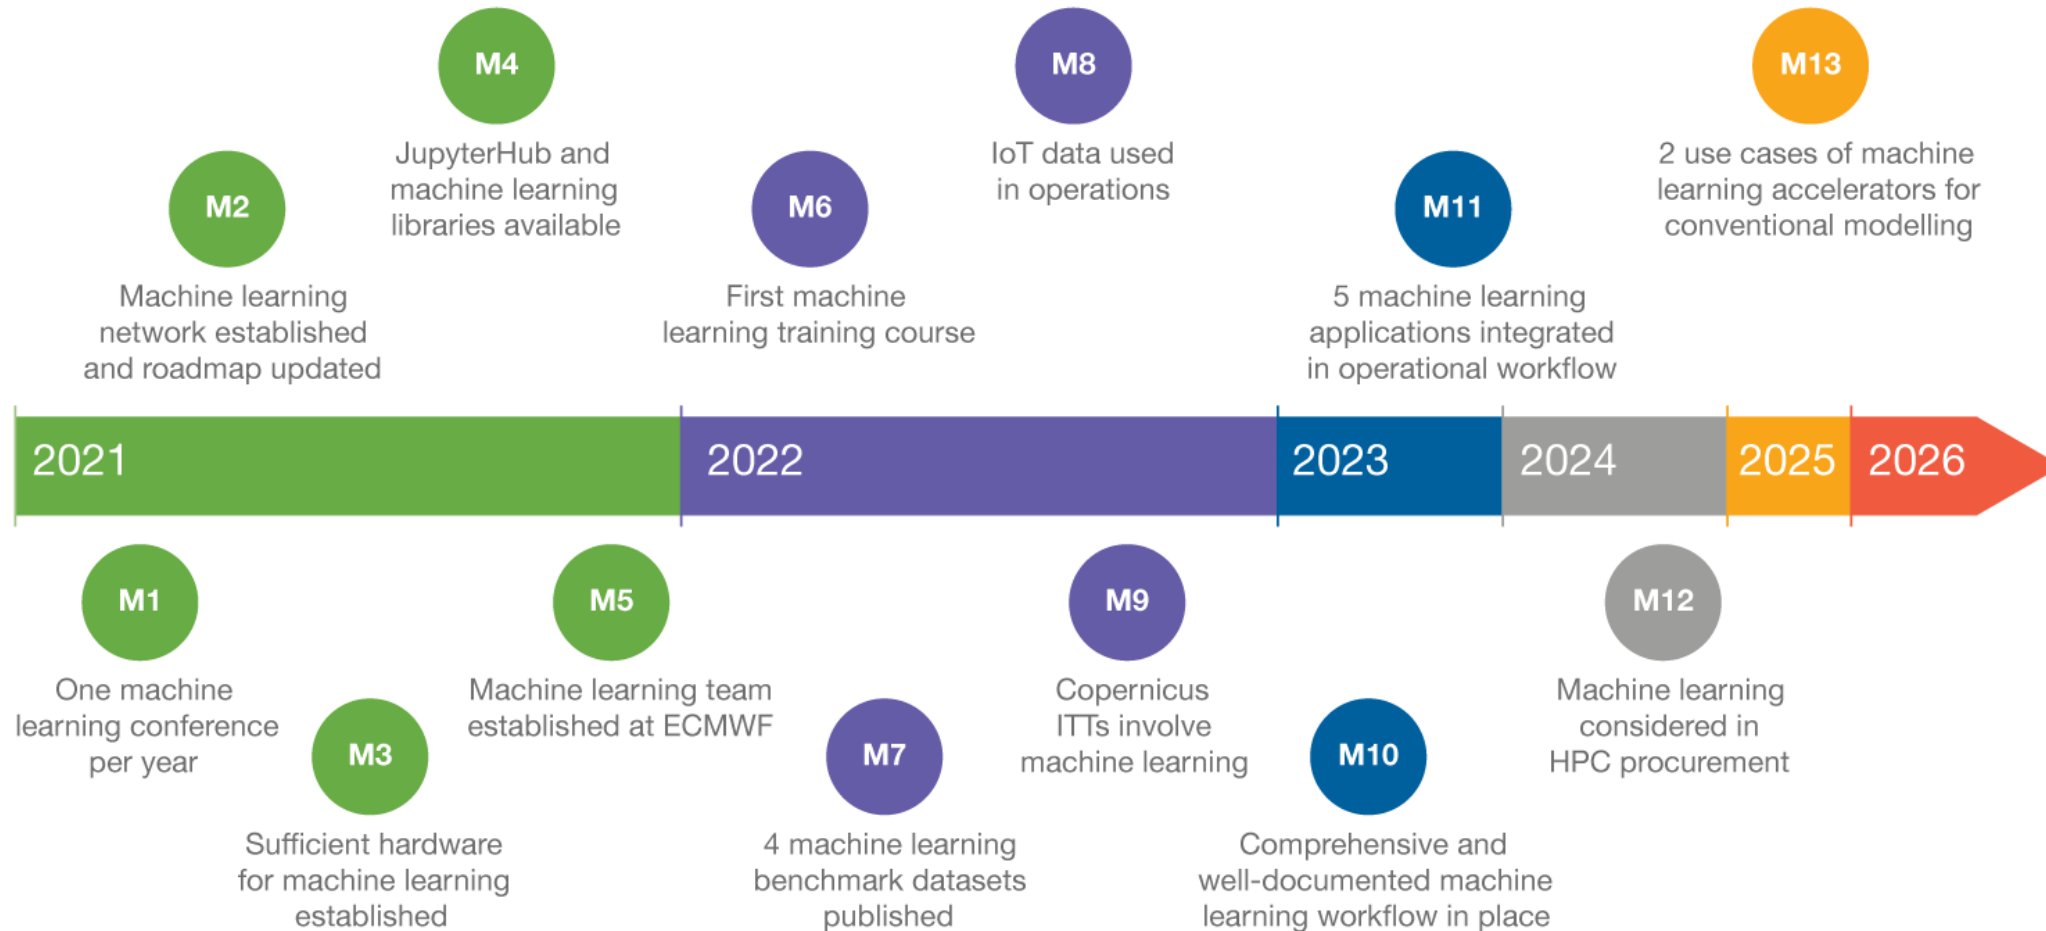 M4
JupyterHub and
machine learning
libraries available
M8
IoT data used
in operations
M13
2 use cases of machine
learning accelerators for
conventional modelling
M2
Machine learning
network established
and roadmap updated
M6
First machine
learning training course
M11
5 machine learning
applications integrated
in operational workflow
2021
2022
2023
2024
2025
2026
M1
One machine
learning conference
per year
M5
Machine learning team
established at ECMWF
M9
Copernicus
ITTs involve
machine learning
M12
Machine learning
considered in
HPC procurement
M3
Sufficient hardware
for machine learning
established
M7
4 machine learning
benchmark datasets
published
M10
Comprehensive and
well-documented machine
learning workflow in place